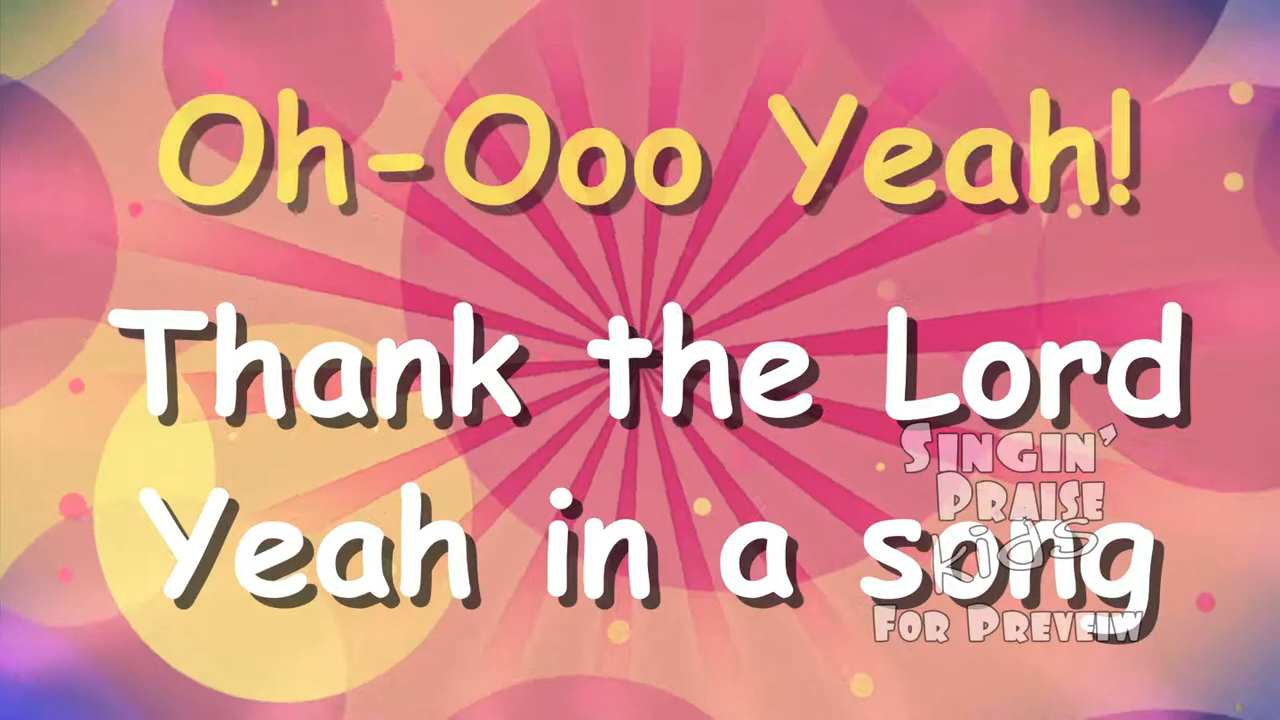 Oh-Ooo Yeah!
Thank the Lord
Yeah in a song
Singin'
Praise
Kids
For Preveiw